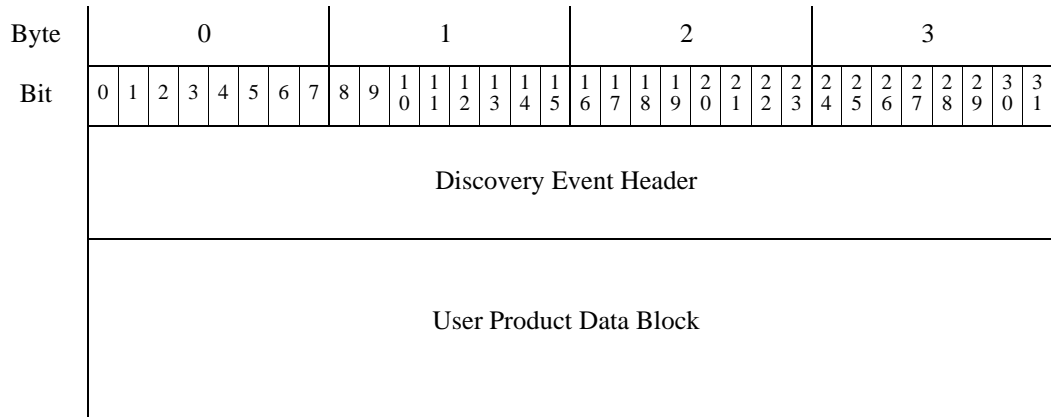 Byte 0 1 2 3
Bit 0 1 2 3 4 5 6 7 8 9 10 11 12 13 14 15 16 17 18 19 20 21 22 23 24 25 26 27 28 29 30 31
Discovery Event Header
User Product Data Block